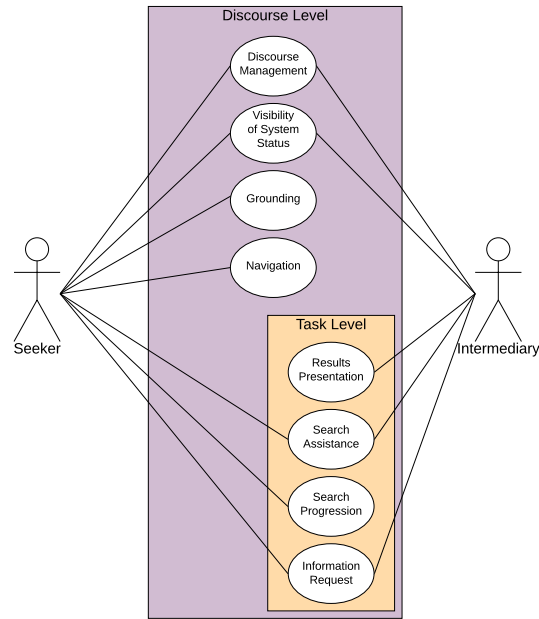 Discourse Level
Discourse
Management
Visibility
of System
Status
Grounding
Navigation
Seeker
Intermediary
Task Level
Results
Presentation
Search
Assistance
Search
Progression
Information
Request